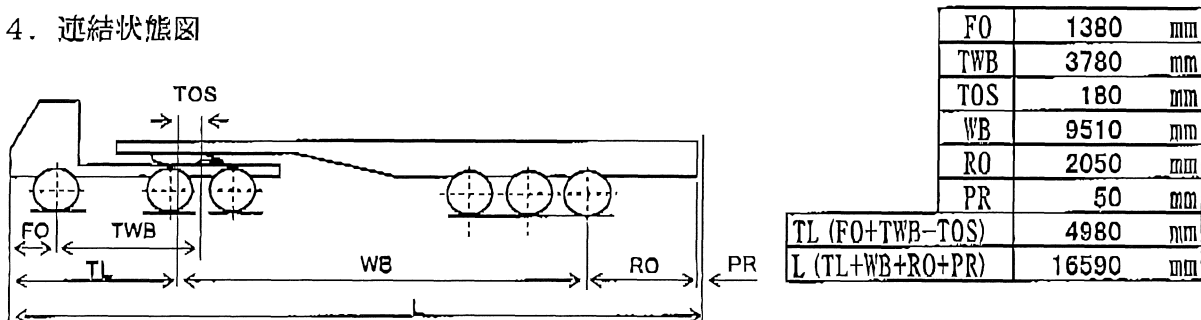 4. 連結状態図
TOS
FO
TWB
TL
WB
RO
PR
L
FO 1380 mm
TWB 3780 mm
TOS 180 mm
WB 9510 mm
RO 2050 mm
PR 50 mm
TL (FO+TWB-TOS) 4980 mm
L (TL+WB+RO+PR) 16590 mm